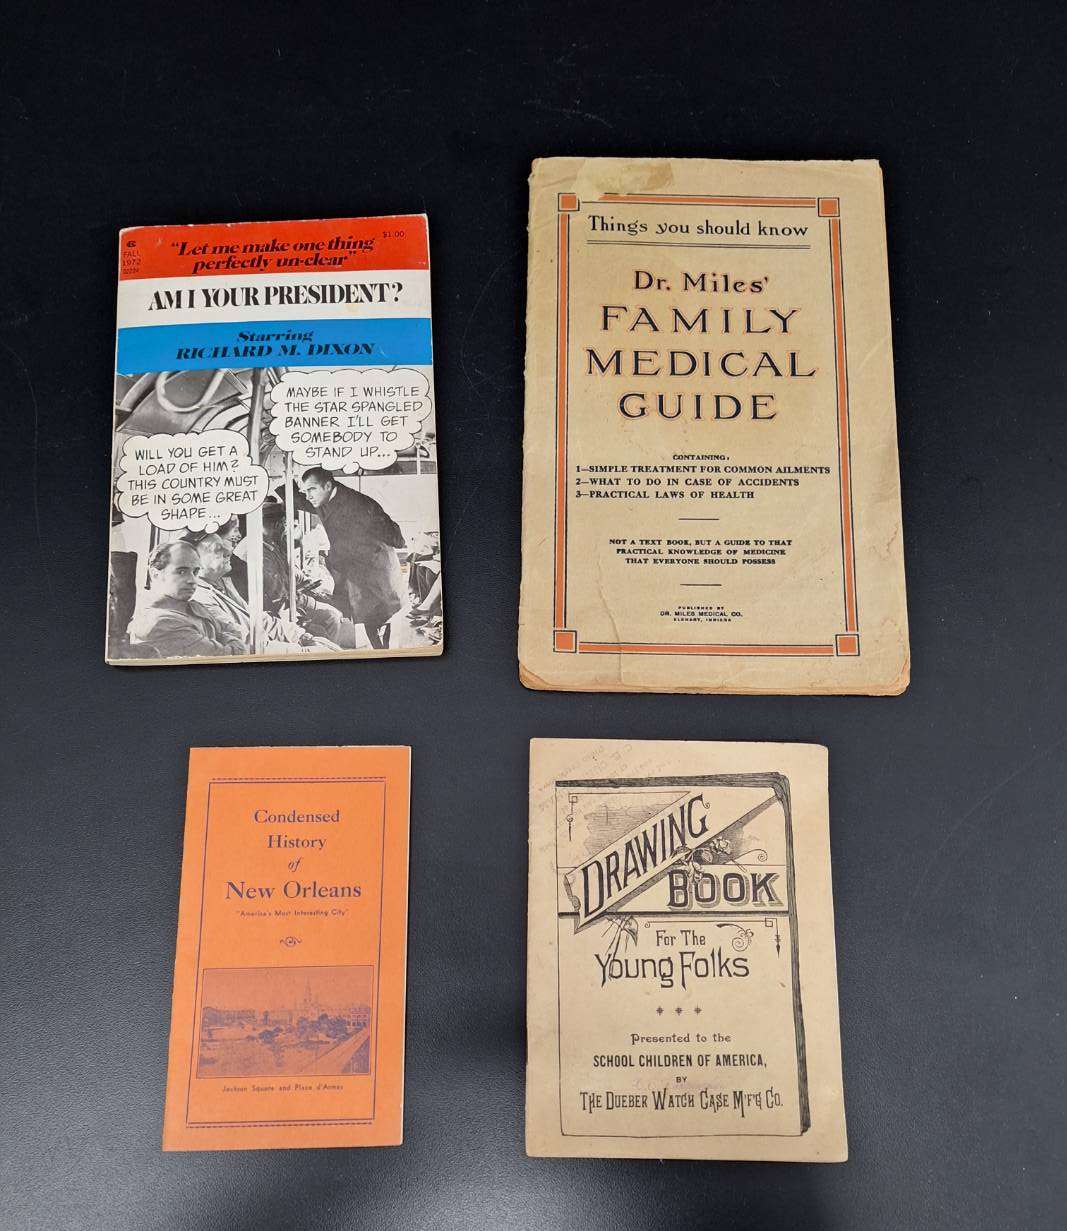 FALL
1972
$1.00
"Let me make one thing
perfectly un-clear"
AM I YOUR PRESIDENT?
Starring
RICHARD M. DIXON
MAYBE IF I WHISTLE
THE STAR SPANGLED
BANNER I'LL GET
SOMEBODY TO
STAND UP...
WILL YOU GET A
LOAD OF HIM?
THIS COUNTRY MUST
BE IN SOME GREAT
SHAPE...
Things you should know
Dr. Miles'
FAMILY
MEDICAL
GUIDE
CONTAINING:
1—SIMPLE TREATMENT FOR COMMON AILMENTS
2—WHAT TO DO IN CASE OF ACCIDENTS
3—PRACTICAL LAWS OF HEALTH
NOT A TEXT BOOK, BUT A GUIDE TO THAT
PRACTICAL KNOWLEDGE OF MEDICINE
THAT EVERYONE SHOULD POSSESS
PUBLISHED BY
DR. MILES MEDICAL CO.
ELKHART, INDIANA
Condensed
History
of
New Orleans
"America's Most Interesting City"
Jackson Square and Place d'Armes
DRAWING
BOOK
For The
Young Folks
Presented to the
SCHOOL CHILDREN OF AMERICA,
BY
THE DUEBER WATCH CASE M'F'G CO.